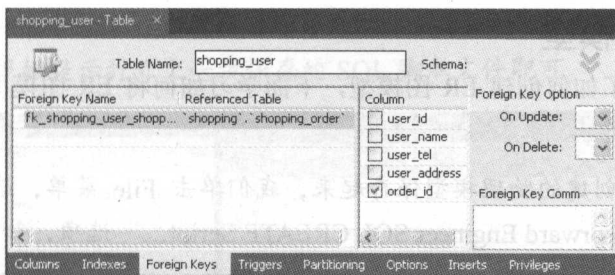 shopping_user - Table ×
Table Name: shopping_user Schema:
Foreign Key Name Referenced Table
fk_shopping_user_shopp... `shopping`.`shopping_order`
Column
user_id
user_name
user_tel
user_address
order_id
Foreign Key Option
On Update:
On Delete:
Foreign Key Comm
Columns Indexes Foreign Keys Triggers Partitioning Options Inserts Privileges